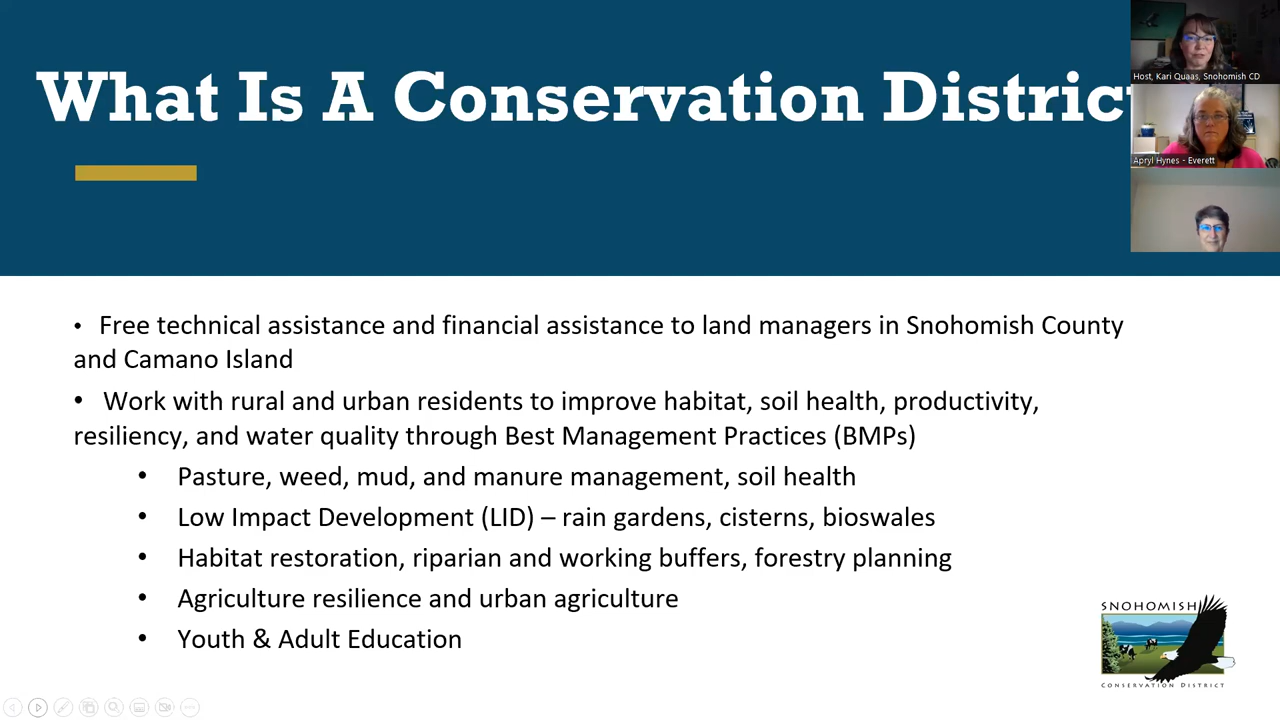 What Is A Conservation District
Host, Kari Quaas, Snohomish CD
Apryl Hynes - Everett
• Free technical assistance and financial assistance to land managers in Snohomish County
and Camano Island
• Work with rural and urban residents to improve habitat, soil health, productivity,
resiliency, and water quality through Best Management Practices (BMPs)
• Pasture, weed, mud, and manure management, soil health
• Low Impact Development (LID) – rain gardens, cisterns, bioswales
• Habitat restoration, riparian and working buffers, forestry planning
• Agriculture resilience and urban agriculture
• Youth & Adult Education
SNOHOMISH
CONSERVATION DISTRICT